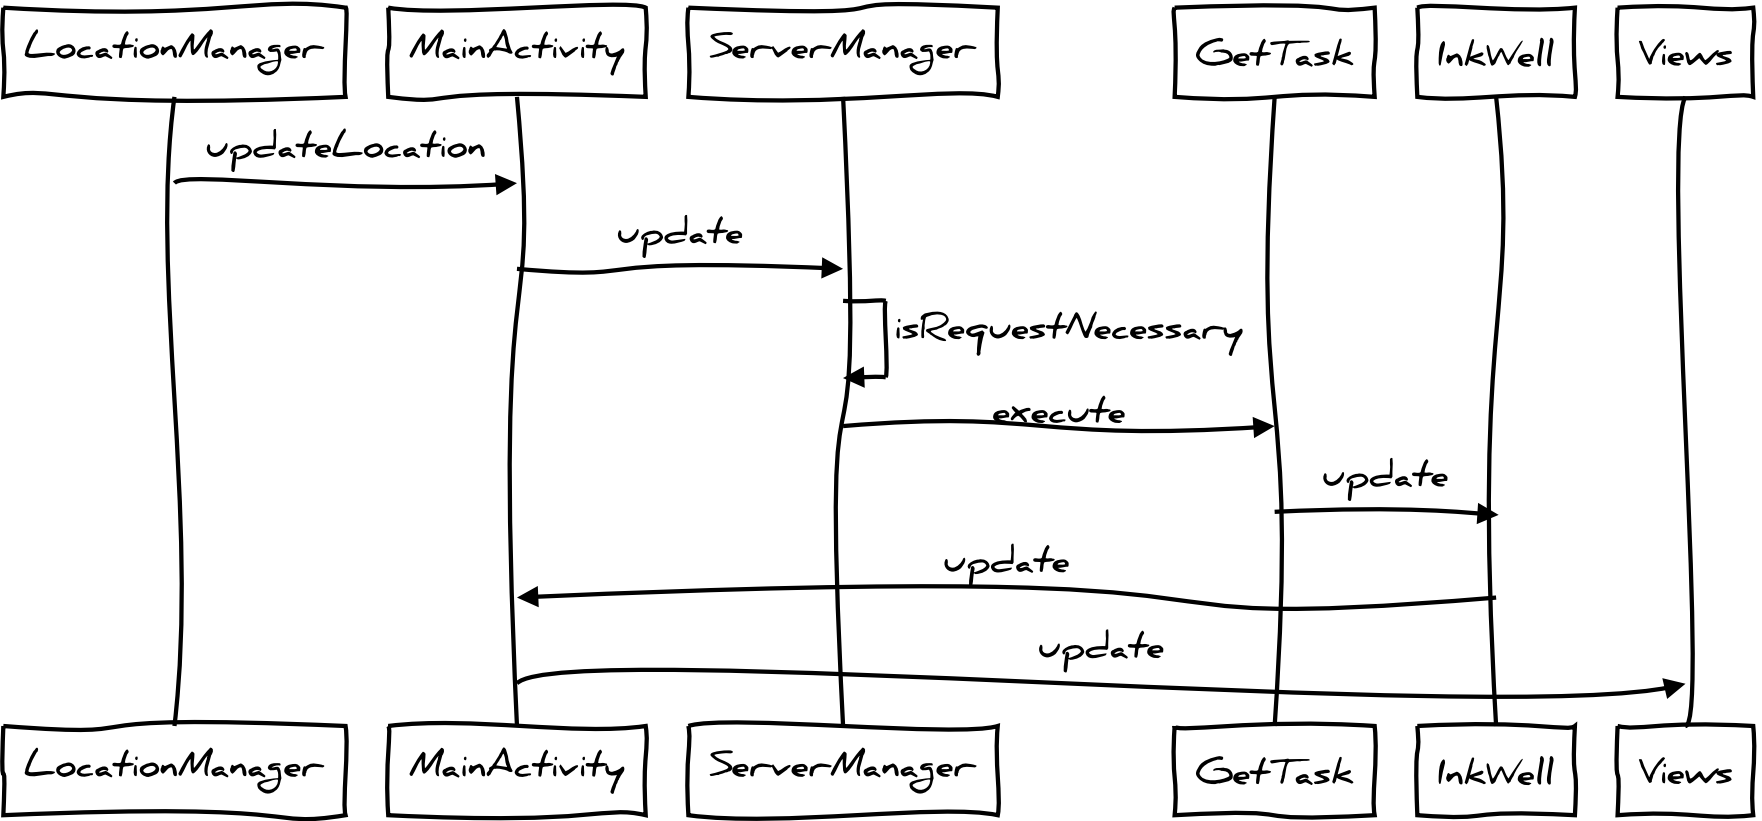 LocationManager
MainActivity
ServerManager
GetTask
InkWell
Views
updateLocation
update
isRequestNecessary
execute
update
update
update
LocationManager
MainActivity
ServerManager
GetTask
InkWell
Views